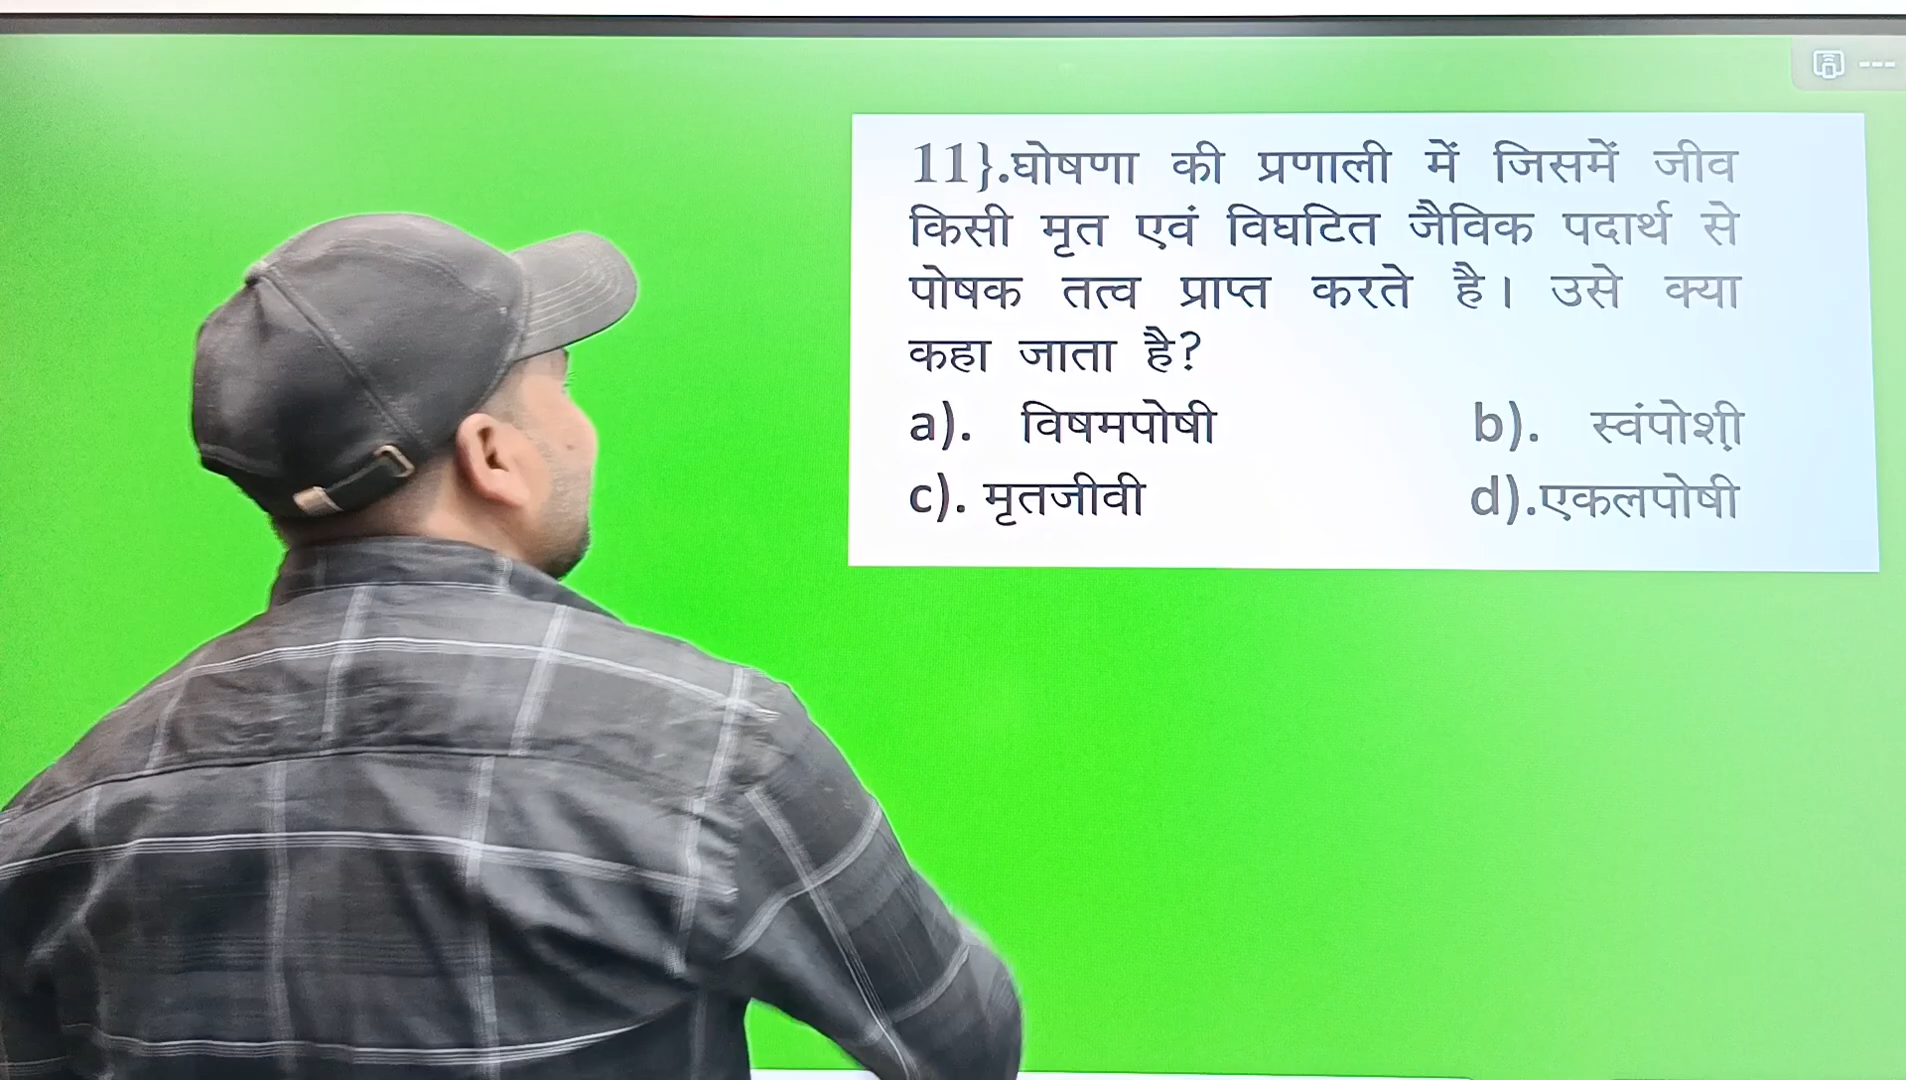 11}.घोषणा की प्रणाली में जिसमें जीव
किसी मृत एवं विघटित जैविक पदार्थ से
पोषक तत्व प्राप्त करते है। उसे क्या
कहा जाता है?
a). विषमपोषी b). स्वंपोश़ी
c). मृतजीवी d).एकलपोषी